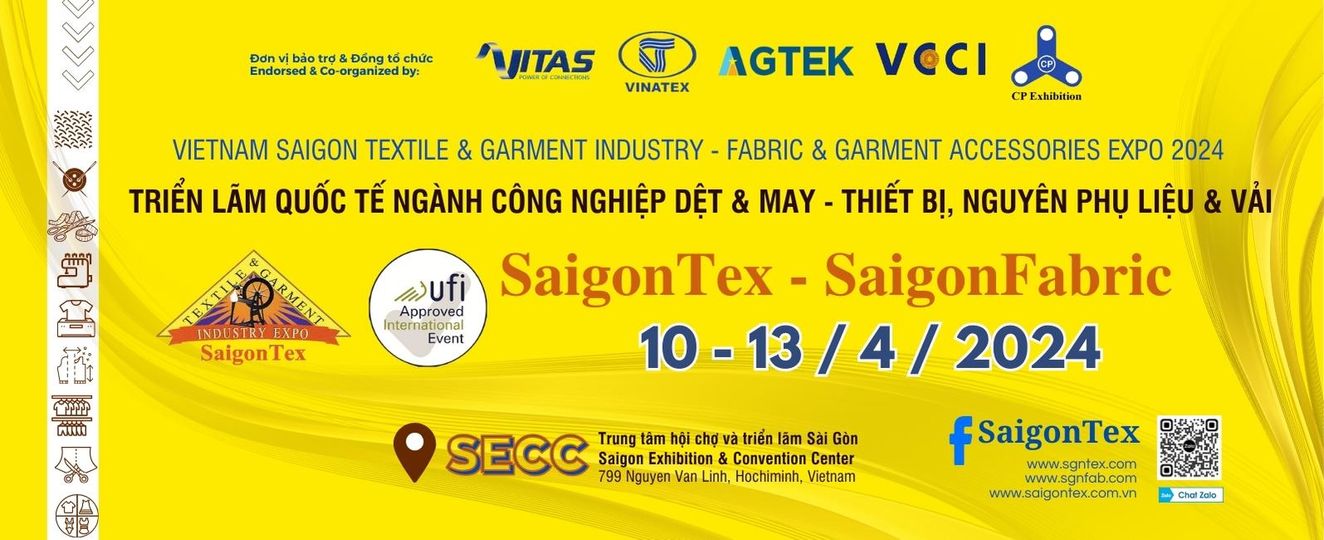 Đơn vị bảo trợ & Đồng tổ chức
Endorsed & Co-organized by:
VITAS
POWER OF CONNECTIONS
VINATEX
AGTEK
VCCI
CP
CP Exhibition
VIETNAM SAIGON TEXTILE & GARMENT INDUSTRY - FABRIC & GARMENT ACCESSORIES EXPO 2024
TRIỂN LÃM QUỐC TẾ NGÀNH CÔNG NGHIỆP DỆT & MAY - THIẾT BỊ, NGUYÊN PHỤ LIỆU & VẢI
TEXTILE & GARMENT
INDUSTRY EXPO
SaigonTex
ufi
Approved
International
Event
SaigonTex - SaigonFabric
10 - 13 / 4 / 2024
SECC
Trung tâm hội chợ và triển lãm Sài Gòn
Saigon Exhibition & Convention Center
799 Nguyen Van Linh, Hochiminh, Vietnam
SaigonTex
www.sgntex.com
www.sgnfab.com
www.saigontex.com.vn
Zalo
Zalo Chat Zalo